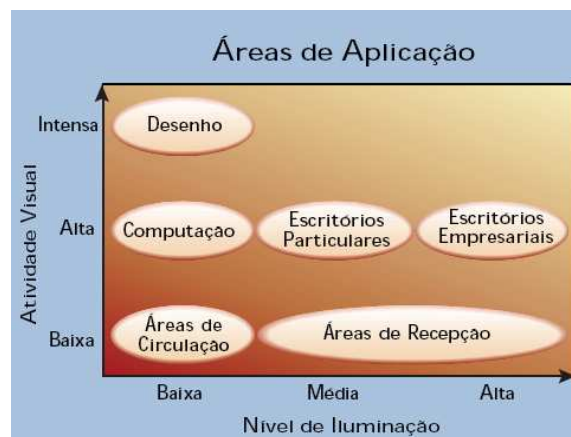 Áreas de Aplicação
Intensa
Desenho
Atividade Visual
Alta
Computação
Escritórios
Particulares
Escritórios
Empresariais
Baixa
Áreas de
Circulação
Áreas de Recepção
Baixa
Média
Alta
Nível de Iluminação